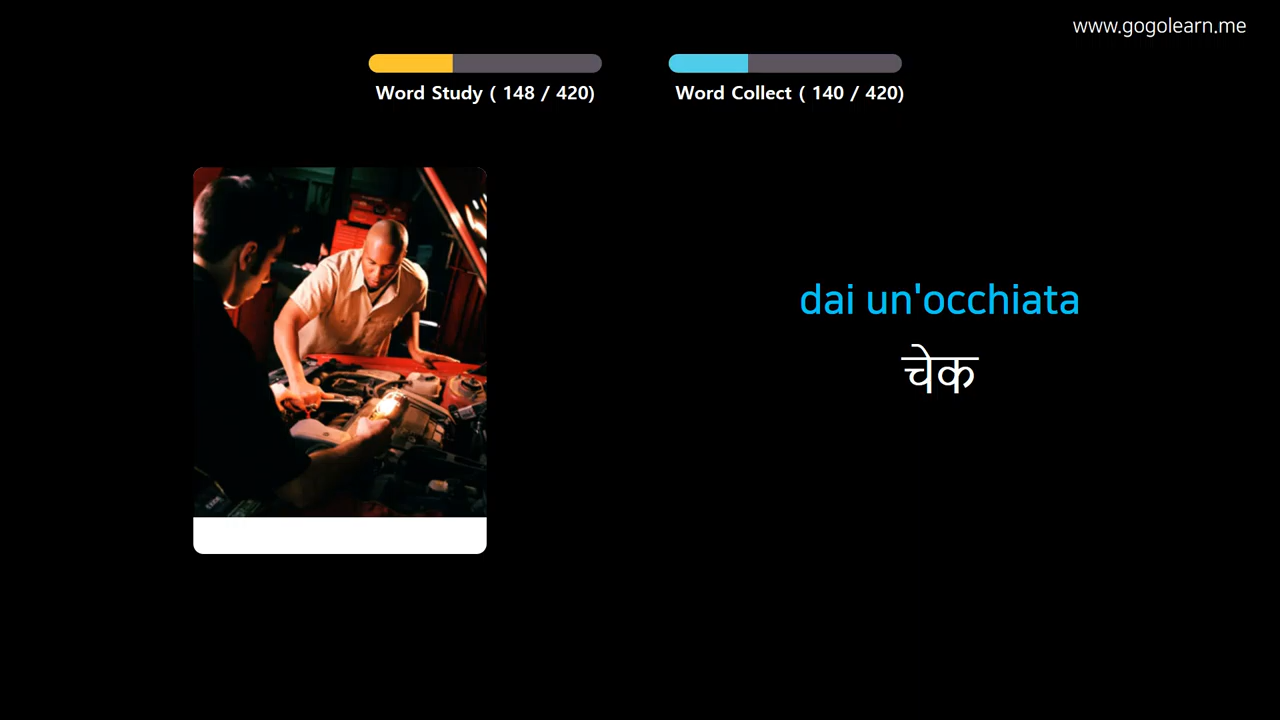 www.gogolearn.me
Word Study ( 148 / 420)
Word Collect ( 140 / 420)
dai un'occhiata
चेक